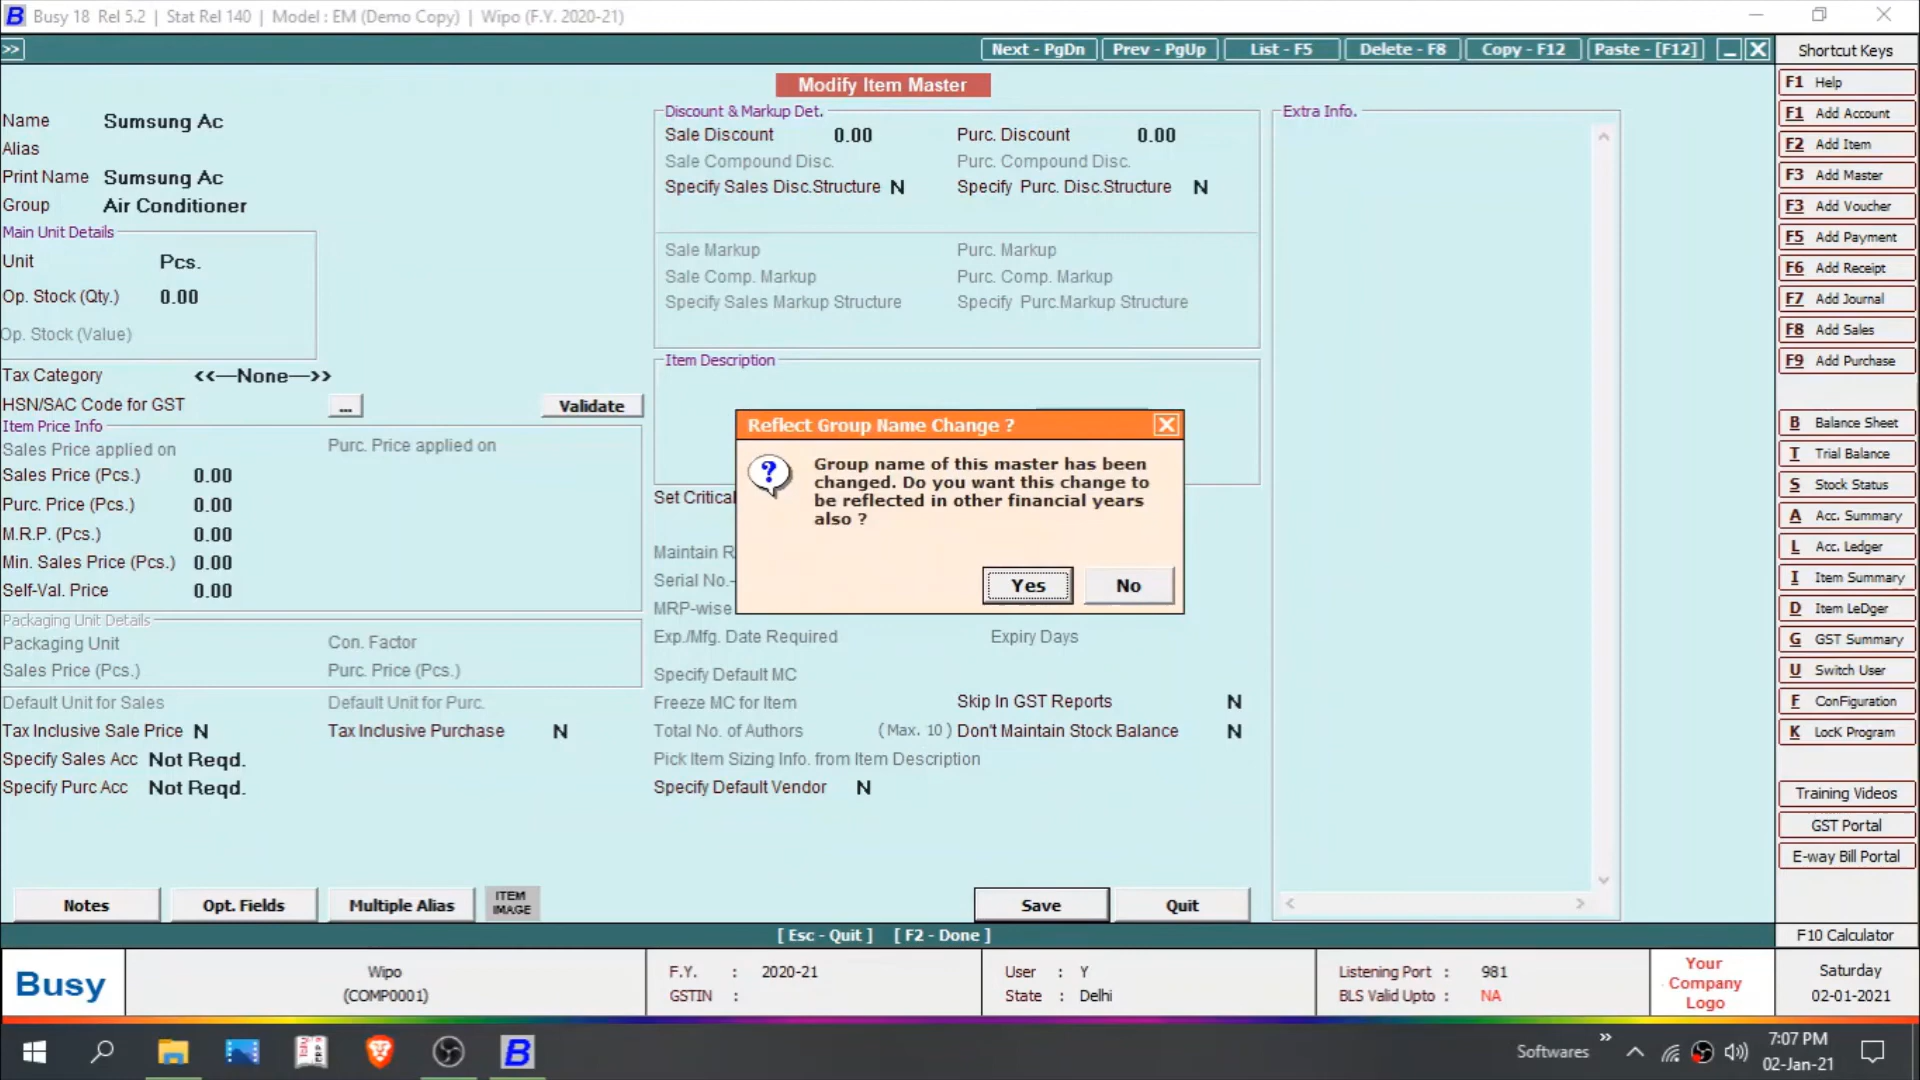 Busy 18 Rel 5.2 | Stat Rel 140 | Model : EM (Demo Copy) | Wipo (F.Y. 2020-21)
>> Next - PgDn Prev - PgUp List - F5 Delete - F8 Copy - F12 Paste - [F12] Shortcut Keys
Modify Item Master
Name Sumsung Ac
Alias
Print Name Sumsung Ac
Group Air Conditioner
Main Unit Details
Unit Pcs.
Op. Stock (Qty.) 0.00
Op. Stock (Value)
Tax Category <<---None--->>
HSN/SAC Code for GST ... Validate
Item Price Info
Sales Price applied on Purc. Price applied on
Sales Price (Pcs.) 0.00
Purc. Price (Pcs.) 0.00
M.R.P. (Pcs.) 0.00
Min. Sales Price (Pcs.) 0.00
Self-Val. Price 0.00
Packaging Unit Details
Packaging Unit Con. Factor
Sales Price (Pcs.) Purc. Price (Pcs.)
Default Unit for Sales Default Unit for Purc.
Tax Inclusive Sale Price N Tax Inclusive Purchase N
Specify Sales Acc Not Reqd.
Specify Purc Acc Not Reqd.
Discount & Markup Det.
Sale Discount 0.00 Purc. Discount 0.00
Sale Compound Disc. Purc. Compound Disc.
Specify Sales Disc.Structure N Specify Purc. Disc.Structure N
Sale Markup Purc. Markup
Sale Comp. Markup Purc. Comp. Markup
Specify Sales Markup Structure Specify Purc.Markup Structure
Item Description
Set Critical
Maintain R
Serial No.-
MRP-wise
Exp./Mfg. Date Required Expiry Days
Specify Default MC
Freeze MC for Item Skip In GST Reports N
Total No. of Authors (Max. 10) Don't Maintain Stock Balance N
Pick Item Sizing Info. from Item Description
Specify Default Vendor N
Reflect Group Name Change ?
Group name of this master has been
changed. Do you want this change to
be reflected in other financial years
also ?
Yes No
Extra Info.
F1 Help
F1 Add Account
F2 Add Item
F3 Add Master
F3 Add Voucher
F5 Add Payment
F6 Add Receipt
F7 Add Journal
F8 Add Sales
F9 Add Purchase
B Balance Sheet
T Trial Balance
S Stock Status
A Acc. Summary
L Acc. Ledger
I Item Summary
D Item LeDger
G GST Summary
U Switch User
F ConFiguration
K LocK Program
Training Videos
GST Portal
E-way Bill Portal
Notes Opt. Fields Multiple Alias ITEM IMAGE Save Quit
[ Esc - Quit ] [ F2 - Done ] F10 Calculator
Busy
Wipo
(COMP0001)
F.Y. : 2020-21
GSTIN :
User : Y
State : Delhi
Listening Port : 981
BLS Valid Upto : NA
Your
Company
Logo
Saturday
02-01-2021
Softwares
7:07 PM
02-Jan-21